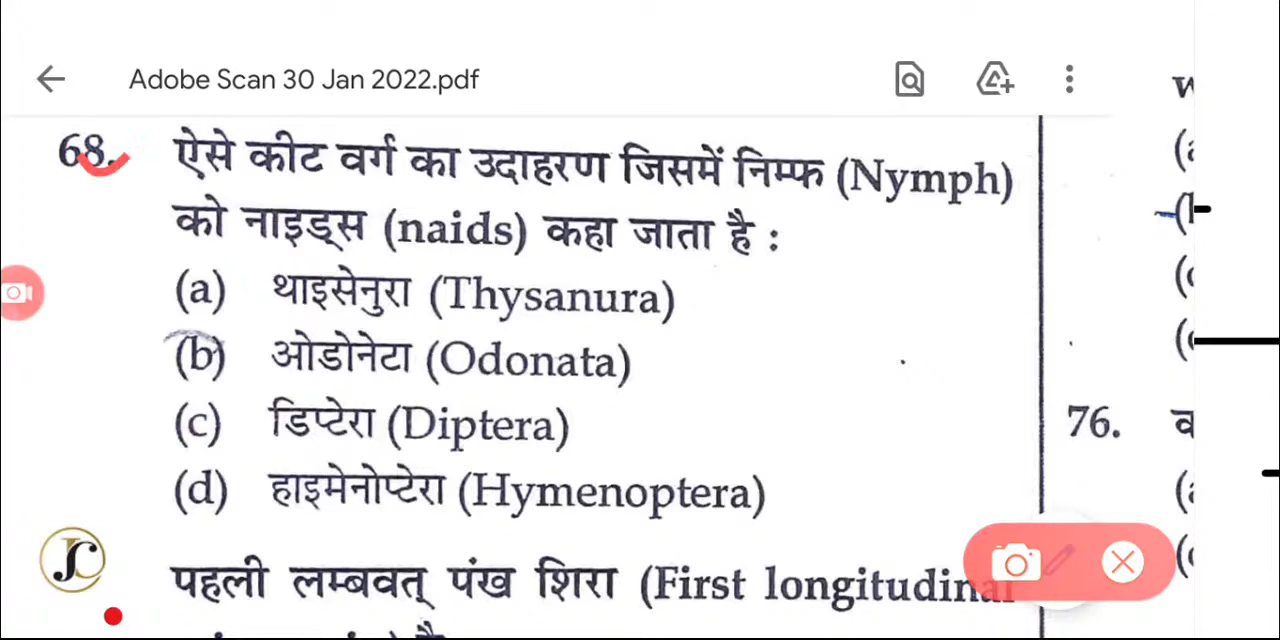 Adobe Scan 30 Jan 2022.pdf
68. ऐसे कीट वर्ग का उदाहरण जिसमें निम्फ (Nymph)
को नाइड्स (naids) कहा जाता है :
(a) थाइसेनुरा (Thysanura)
(b) ओडोनेटा (Odonata)
(c) डिप्टेरा (Diptera)
(d) हाइमेनोप्टेरा (Hymenoptera)
पहली लम्बवत् पंख शिरा (First longitudinal
76.